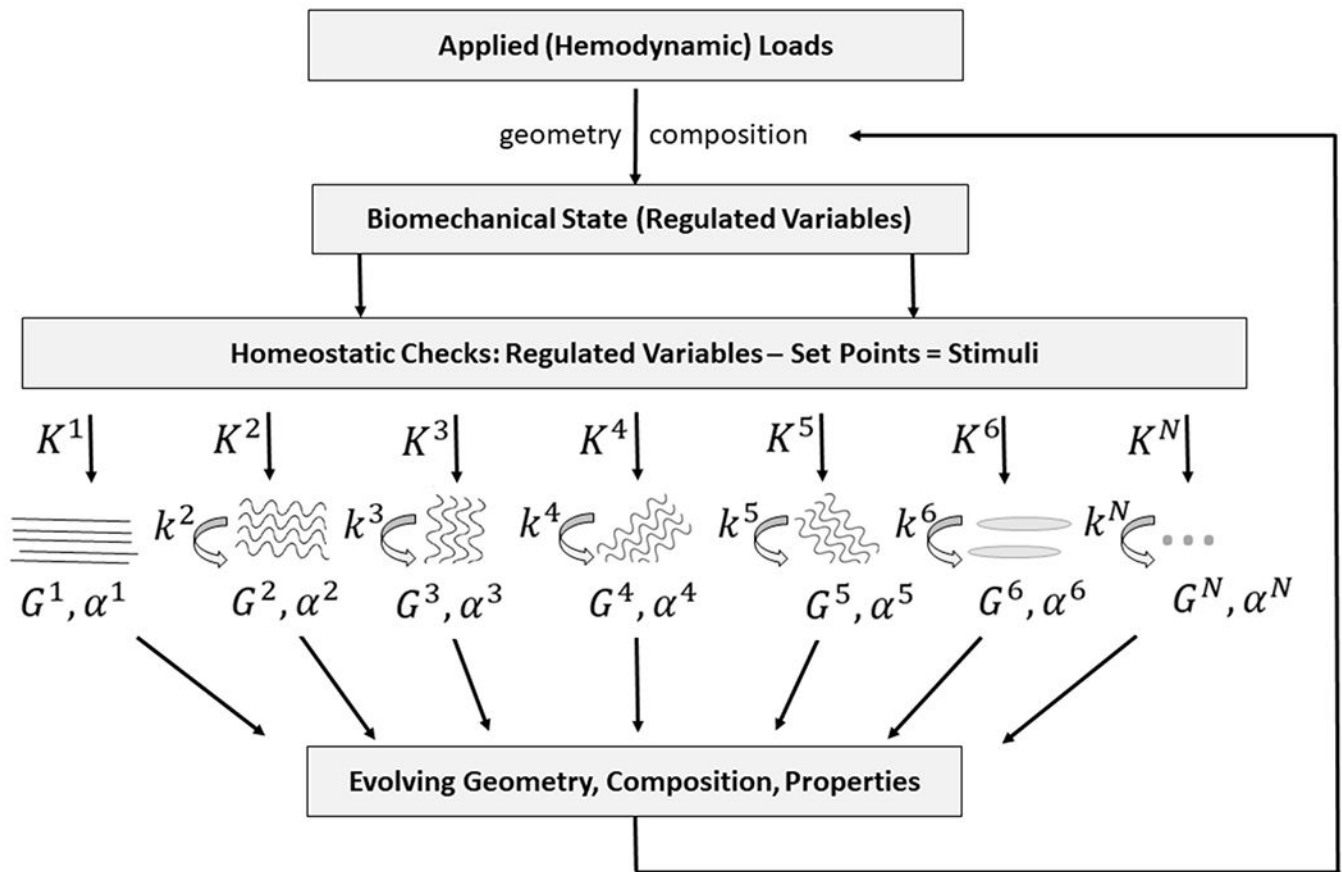 Applied (Hemodynamic) Loads
geometry composition
Biomechanical State (Regulated Variables)
Homeostatic Checks: Regulated Variables – Set Points = Stimuli
K¹ K² K³ K⁴ K⁵ K⁶ Kᴺ
k² k³ k⁴ k⁵ k⁶ kᴺ
G¹, α¹ G², α² G³, α³ G⁴, α⁴ G⁵, α⁵ G⁶, α⁶ Gᴺ, αᴺ
Evolving Geometry, Composition, Properties